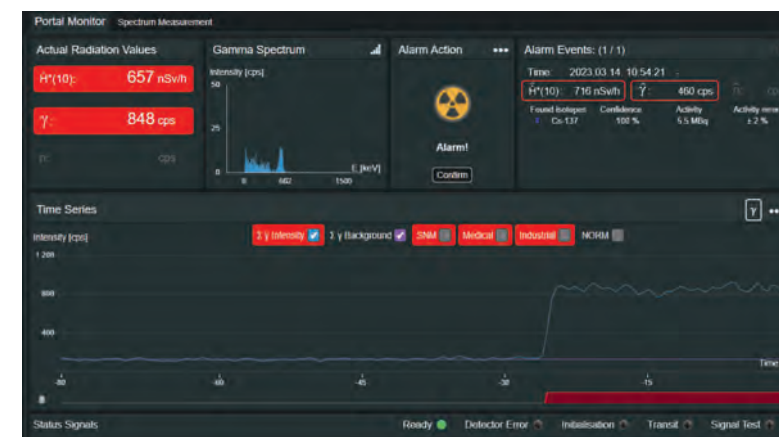 Portal Monitor Spectrum Measurement
Actual Radiation Values
Ḣ*(10): 657 nSv/h
γ: 848 cps
n: cps
Gamma Spectrum
Intensity [cps]
50
25
0
E [keV]
0 662 1500
Alarm Action •••
Alarm!
Confirm
Alarm Events: (1 / 1)
Time: 2023.03.14 10:54:21 -
Ĥ*(10): 716 nSv/h γ̂: 460 cps
Found Isotopes Confidence Activity
Cs-137 100 % 5.5 MBq ±2 %
Time Series
γ
Intensity [cps]
Σ γ Intensity Σ γ Background SNM Medical Industrial NORM
1 200
800
400
Time
-80 -60 -45 -30 -15
Status Signals Ready Detector Error Initialisation Transit Signal Test